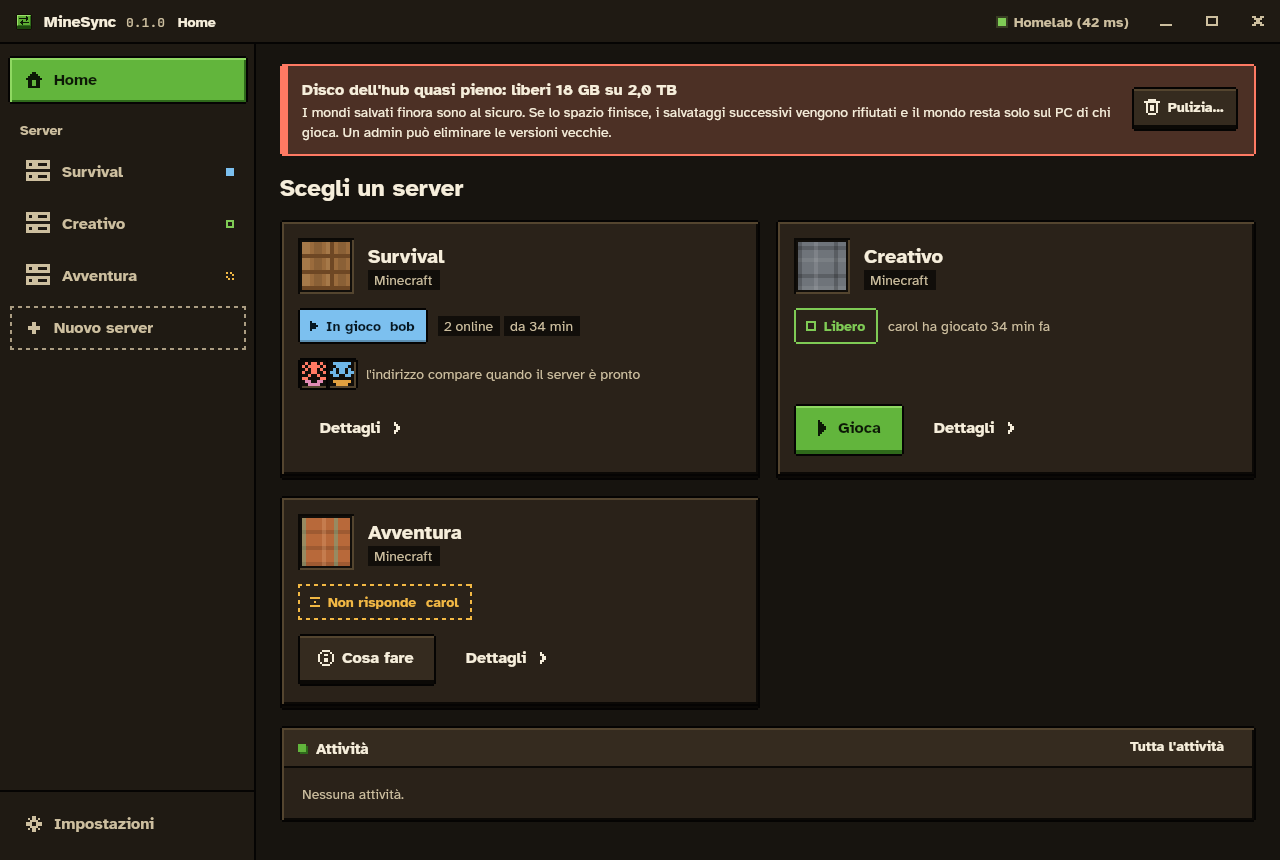 MineSync 0.1.0 Home
Homelab (42 ms)
Home
Server
Survival
Creativo
Avventura
Nuovo server
Impostazioni
Disco dell'hub quasi pieno: liberi 18 GB su 2,0 TB
I mondi salvati finora sono al sicuro. Se lo spazio finisce, i salvataggi successivi vengono rifiutati e il mondo resta solo sul PC di chi
gioca. Un admin può eliminare le versioni vecchie.
Pulizia...
Scegli un server
Survival
Minecraft
In gioco bob
2 online
da 34 min
l'indirizzo compare quando il server è pronto
Dettagli
Creativo
Minecraft
Libero
carol ha giocato 34 min fa
Gioca
Dettagli
Avventura
Minecraft
Non risponde carol
Cosa fare
Dettagli
Attività
Tutta l'attività
Nessuna attività.